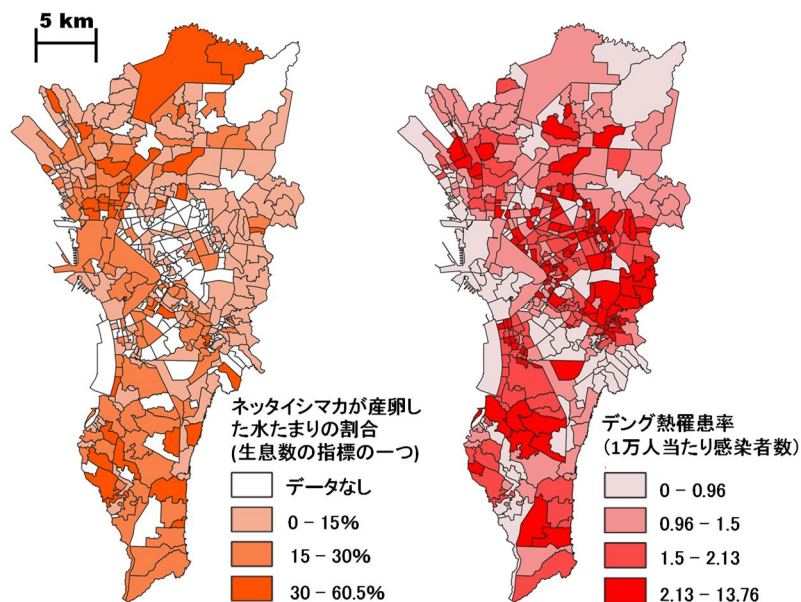 5 km
ネッタイシマカが産卵し
た水たまりの割合
(生息数の指標の一つ)
データなし
0 – 15%
15 – 30%
30 – 60.5%
デング熱罹患率
(1万人当たり感染者数)
0 – 0.96
0.96 – 1.5
1.5 – 2.13
2.13 – 13.76